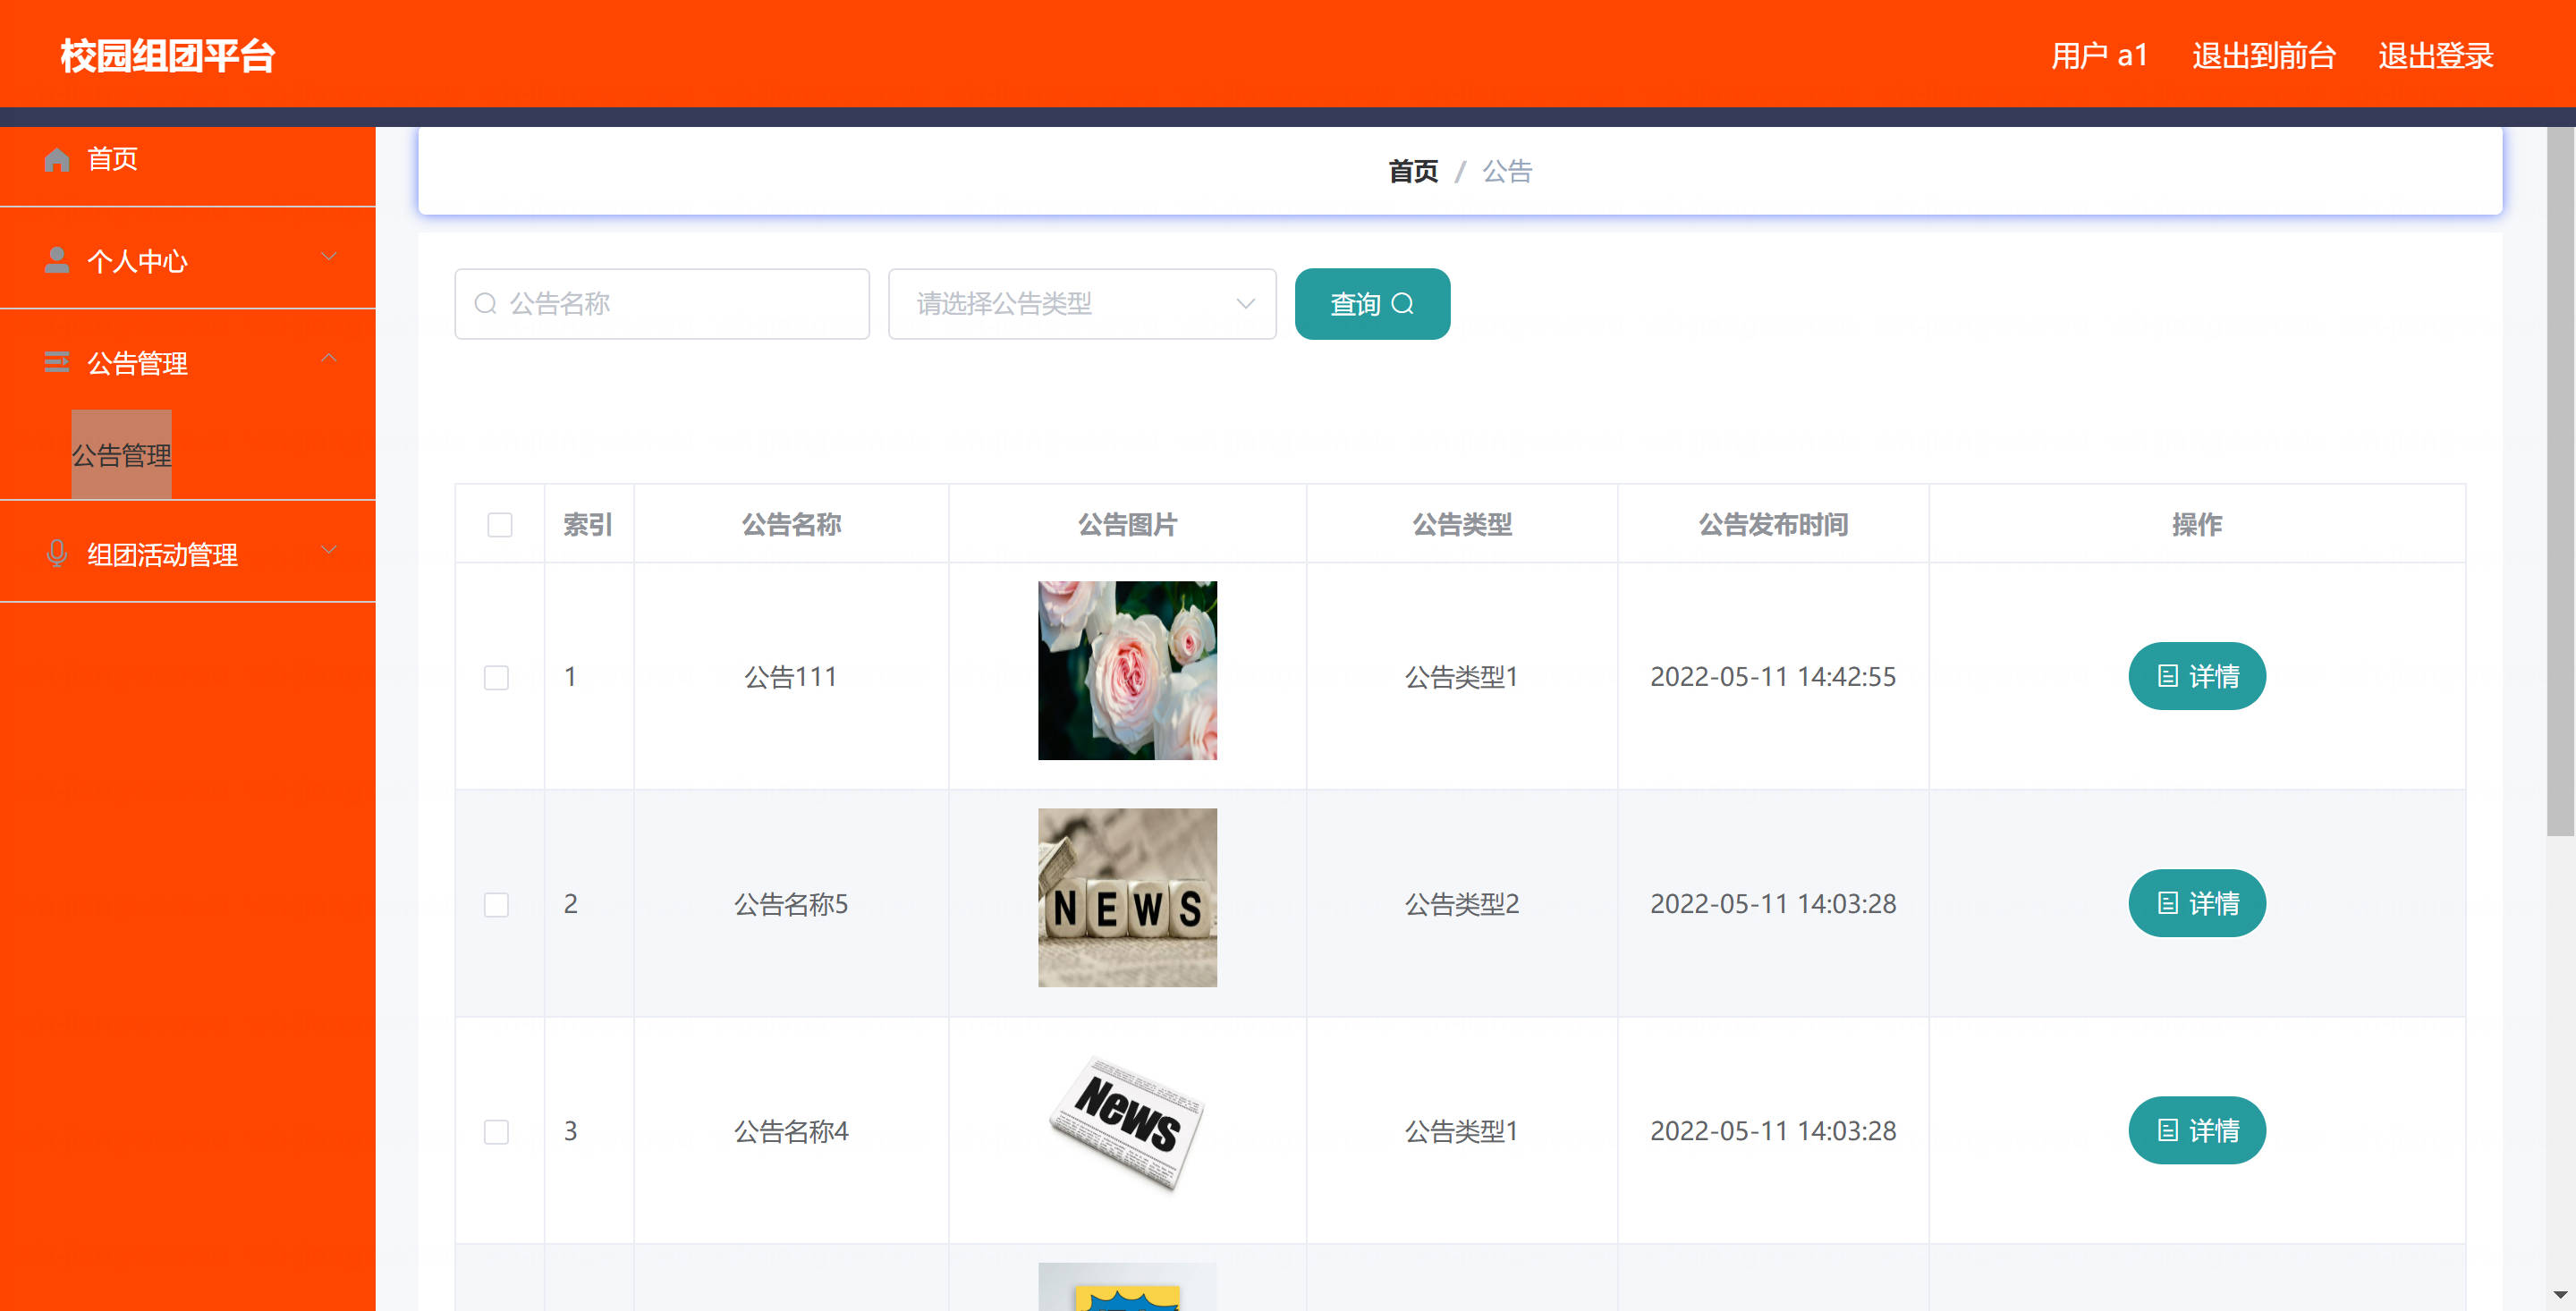 校园组团平台
用户 a1 退出到前台 退出登录
首页
个人中心
公告管理
公告管理
组团活动管理
首页 / 公告
公告名称 请选择公告类型 查询
索引 公告名称 公告图片 公告类型 公告发布时间 操作
1 公告111 公告类型1 2022-05-11 14:42:55 详情
2 公告名称5 NEWS 公告类型2 2022-05-11 14:03:28 详情
3 公告名称4 News 公告类型1 2022-05-11 14:03:28 详情